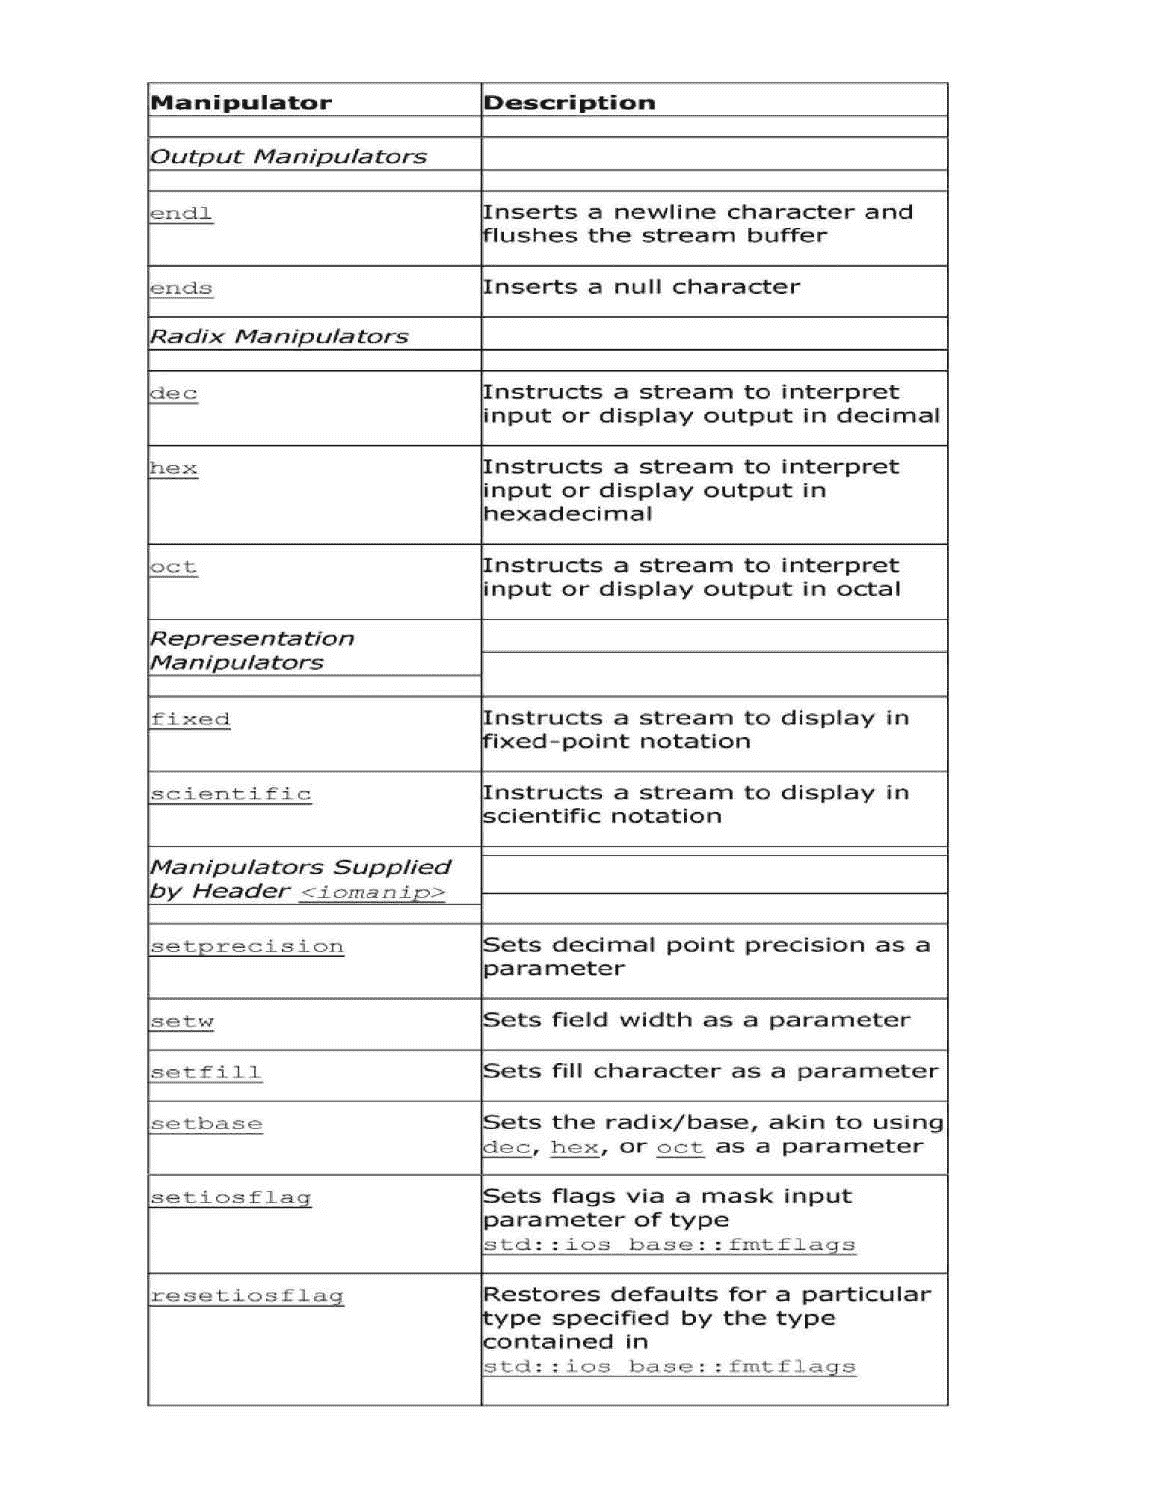 Manipulator Description
Output Manipulators
endl Inserts a newline character and
flushes the stream buffer
ends Inserts a null character
Radix Manipulators
dec Instructs a stream to interpret
input or display output in decimal
hex Instructs a stream to interpret
input or display output in
hexadecimal
oct Instructs a stream to interpret
input or display output in octal
Representation
Manipulators
fixed Instructs a stream to display in
fixed-point notation
scientific Instructs a stream to display in
scientific notation
Manipulators Supplied
by Header <iomanip>
setprecision Sets decimal point precision as a
parameter
setw Sets field width as a parameter
setfill Sets fill character as a parameter
setbase Sets the radix/base, akin to using
dec, hex, or oct as a parameter
setiosflag Sets flags via a mask input
parameter of type
std::ios_base::fmtflags
resetiosflag Restores defaults for a particular
type specified by the type
contained in
std::ios_base::fmtflags